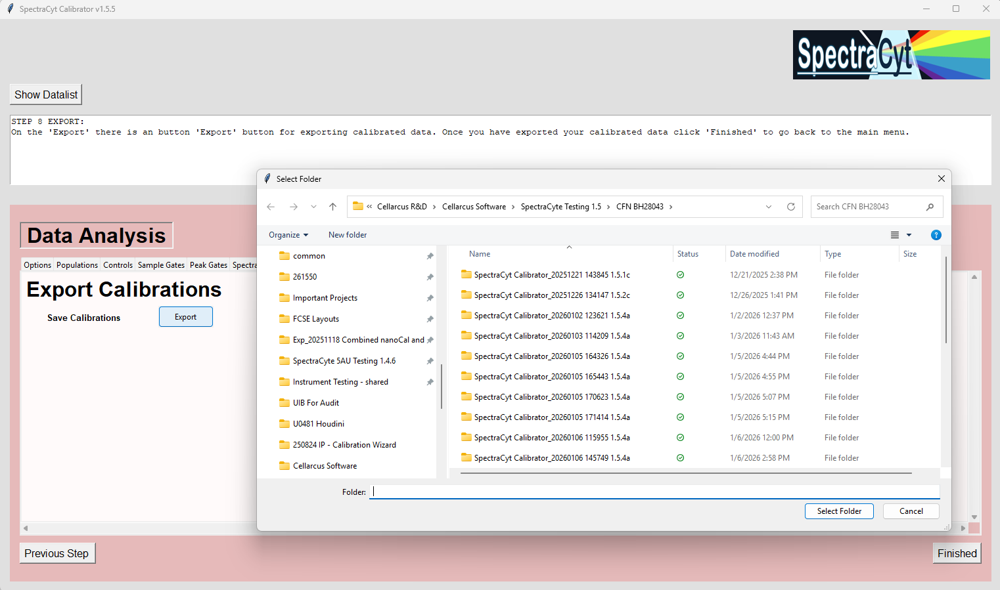 SpectraCyt Calibrator v1.5.5
SpectraCyt
Show Datalist
STEP 8 EXPORT:
On the 'Export' there is an button 'Export' button for exporting calibrated data. Once you have exported your calibrated data click 'Finished' to go back to the main menu.
Data Analysis
Options Populations Controls Sample Gates Peak Gates Spectra
Export Calibrations
Save Calibrations Export
Previous Step
Finished
Select Folder
« Cellarcus R&D › Cellarcus Software › SpectraCyte Testing 1.5 › CFN BH28043 ›
Search CFN BH28043
Organize New folder
common
261550
Important Projects
FCSE Layouts
Exp_20251118 Combined nanoCal and
SpectraCyte 5AU Testing 1.4.6
Instrument Testing - shared
UIB For Audit
U0481 Houdini
250824 IP - Calibration Wizard
Cellarcus Software
Name Status Date modified Type Size
SpectraCyt Calibrator_20251221 143845 1.5.1c 12/21/2025 2:38 PM File folder
SpectraCyt Calibrator_20251226 134147 1.5.2c 12/26/2025 1:41 PM File folder
SpectraCyt Calibrator_20260102 123621 1.5.4a 1/2/2026 12:37 PM File folder
SpectraCyt Calibrator_20260103 114209 1.5.4a 1/3/2026 11:43 AM File folder
SpectraCyt Calibrator_20260105 164326 1.5.4a 1/5/2026 4:44 PM File folder
SpectraCyt Calibrator_20260105 165443 1.5.4a 1/5/2026 4:55 PM File folder
SpectraCyt Calibrator_20260105 170623 1.5.4a 1/5/2026 5:07 PM File folder
SpectraCyt Calibrator_20260105 171414 1.5.4a 1/5/2026 5:15 PM File folder
SpectraCyt Calibrator_20260106 115955 1.5.4a 1/6/2026 12:00 PM File folder
SpectraCyt Calibrator_20260106 145749 1.5.4a 1/6/2026 2:58 PM File folder
Folder:
Select Folder Cancel